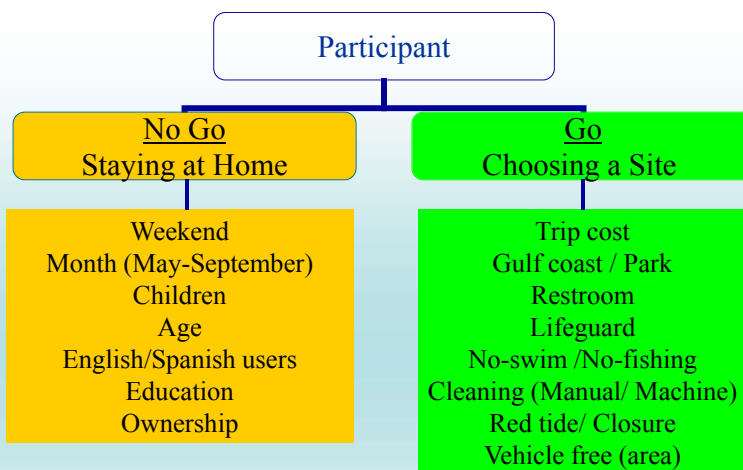 Participant
No Go
Staying at Home
Weekend
Month (May-September)
Children
Age
English/Spanish users
Education
Ownership
Go
Choosing a Site
Trip cost
Gulf coast / Park
Restroom
Lifeguard
No-swim /No-fishing
Cleaning (Manual/ Machine)
Red tide/ Closure
Vehicle free (area)